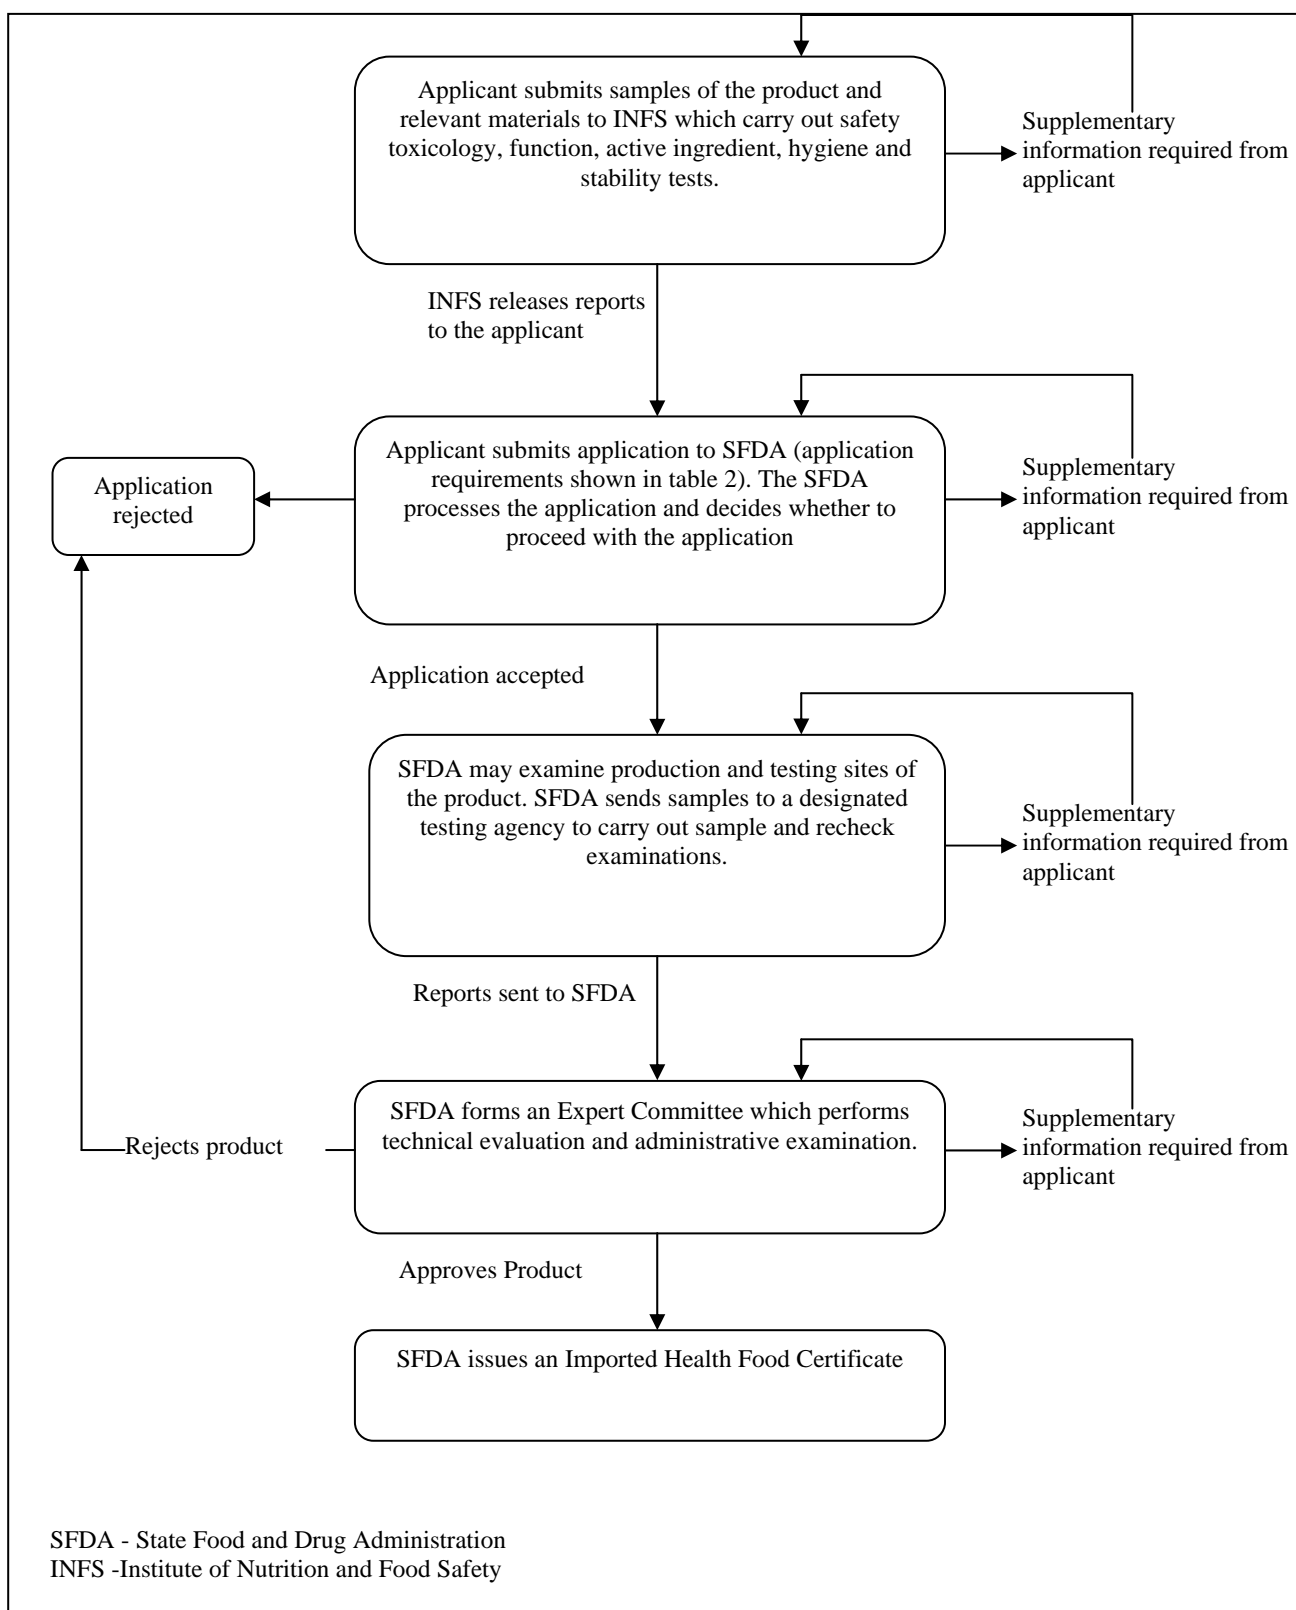 Applicant submits samples of the product and
relevant materials to INFS which carry out safety
toxicology, function, active ingredient, hygiene and
stability tests.
Supplementary
information required from
applicant
INFS releases reports
to the applicant
Applicant submits application to SFDA (application
requirements shown in table 2). The SFDA
processes the application and decides whether to
proceed with the application
Supplementary
information required from
applicant
Application
rejected
Application accepted
SFDA may examine production and testing sites of
the product. SFDA sends samples to a designated
testing agency to carry out sample and recheck
examinations.
Supplementary
information required from
applicant
Reports sent to SFDA
SFDA forms an Expert Committee which performs
technical evaluation and administrative examination.
Supplementary
information required from
applicant
Rejects product
Approves Product
SFDA issues an Imported Health Food Certificate
SFDA - State Food and Drug Administration
INFS -Institute of Nutrition and Food Safety